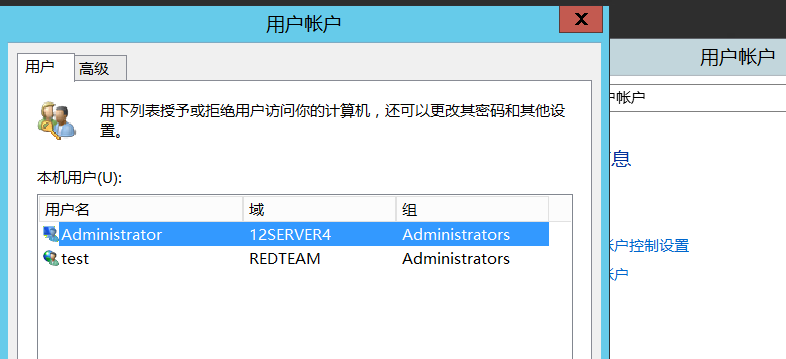 用户帐户
x
用户帐户
用户
高级
用下列表授予或拒绝用户访问你的计算机，还可以更改其密码和其他设
置。
户帐户
信息
本机用户(U):
用户名 域 组
Administrator 12SERVER4 Administrators
test REDTEAM Administrators
帐户控制设置
帐户